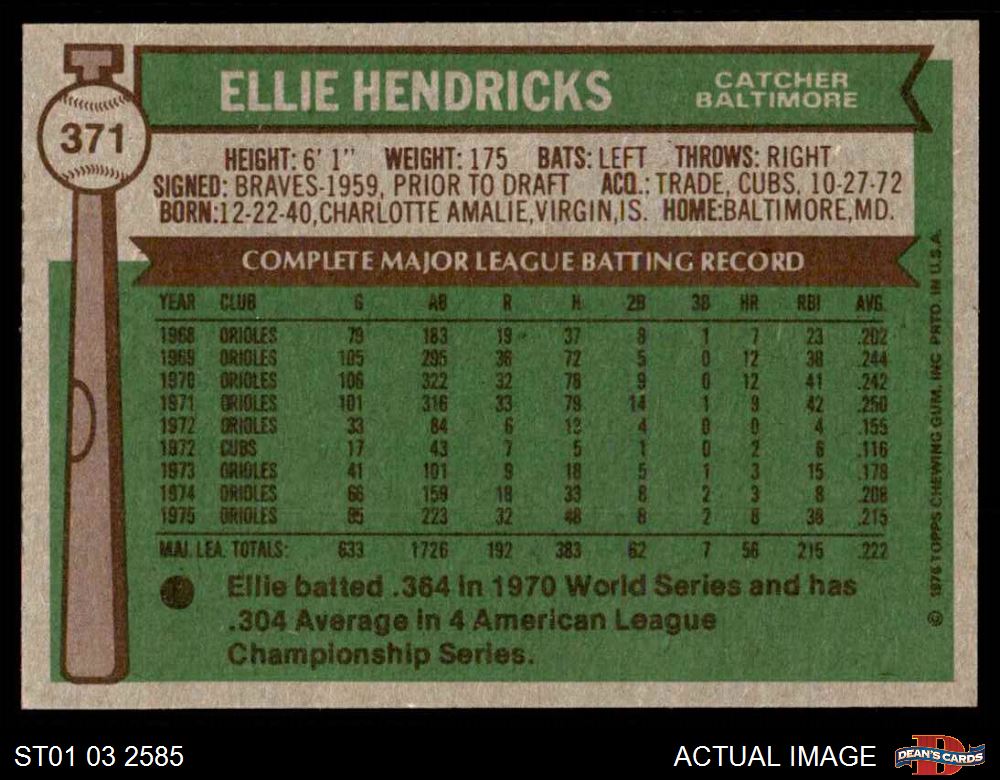 ELLIE HENDRICKS
CATCHER
BALTIMORE
371
HEIGHT: 6' 1" WEIGHT: 175 BATS: LEFT THROWS: RIGHT
SIGNED: BRAVES-1959, PRIOR TO DRAFT ACQ.: TRADE, CUBS, 10-27-72
BORN:12-22-40,CHARLOTTE AMALIE,VIRGIN,IS. HOME:BALTIMORE,MD.
COMPLETE MAJOR LEAGUE BATTING RECORD
YEAR CLUB G AB R H 2B 3B HR RBI AVG.
1968 ORIOLES 79 183 19 37 8 1 7 23 .202
1969 ORIOLES 105 295 36 72 5 0 12 38 .244
1970 ORIOLES 106 322 32 78 9 0 12 41 .242
1971 ORIOLES 101 316 33 79 14 1 9 42 .250
1972 ORIOLES 33 84 6 13 4 0 0 4 .155
1972 CUBS 17 43 7 5 1 0 2 6 .116
1973 ORIOLES 41 101 9 18 5 1 3 15 .178
1974 ORIOLES 66 159 18 33 8 2 3 8 .208
1975 ORIOLES 85 223 32 48 8 2 8 38 .215
MAJ. LEA. TOTALS: 633 1726 192 383 62 7 56 215 .222
Ellie batted .364 in 1970 World Series and has
.304 Average in 4 American League
Championship Series.
© 1976 TOPPS CHEWING GUM, INC PRTD. IN U.S.A.
ST01 03 2585
ACTUAL IMAGE
DEAN'S CARDS